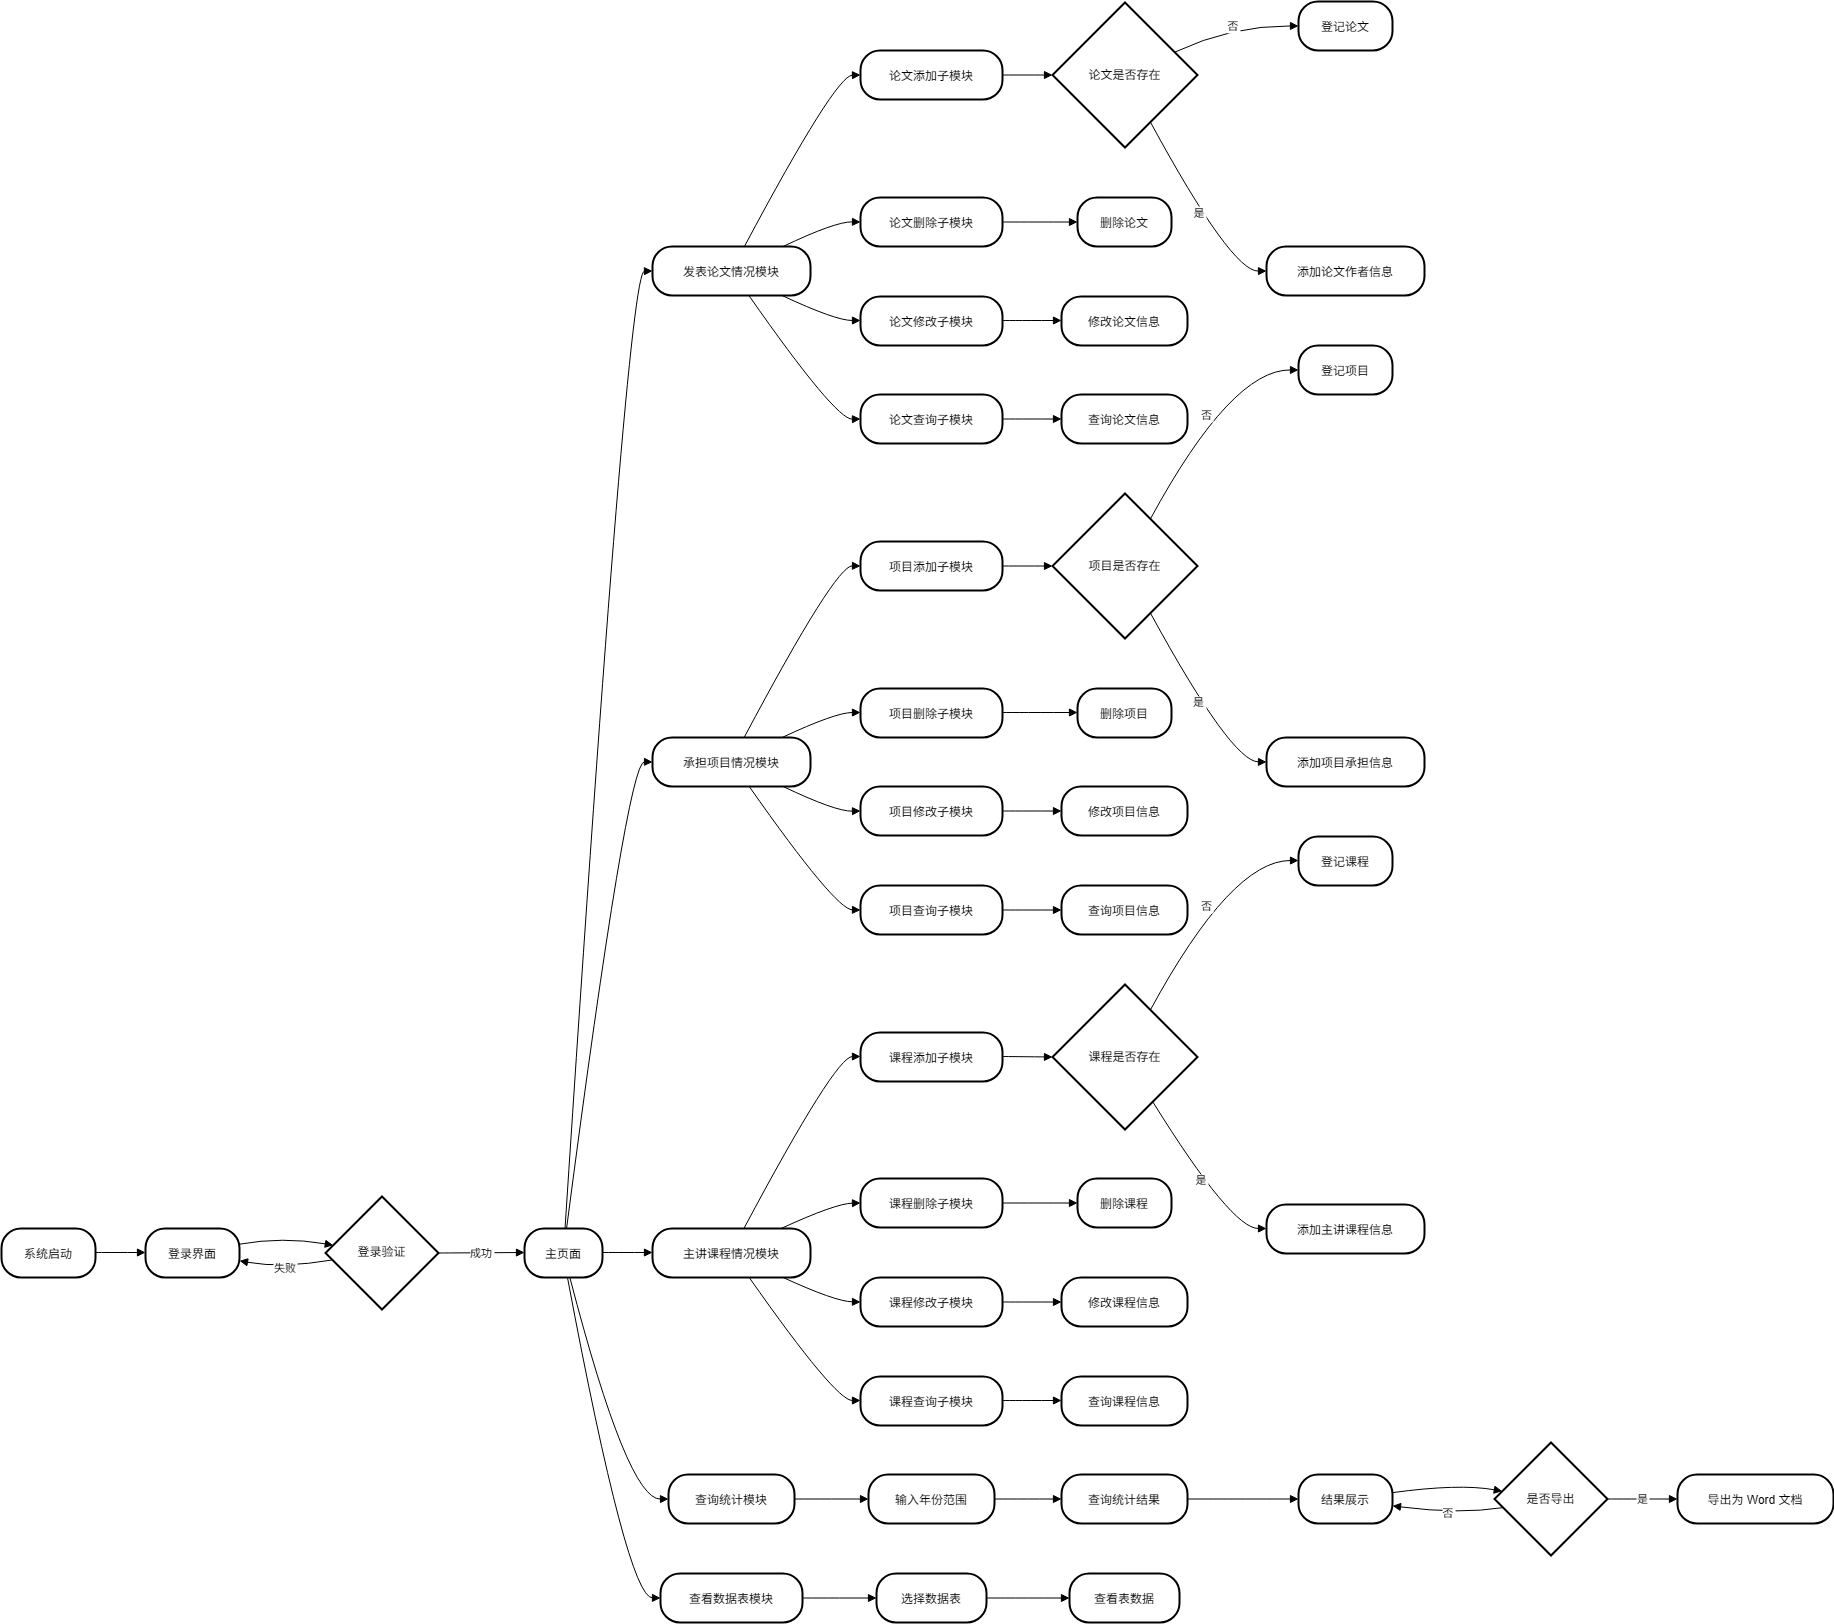 登记论文
否
论文添加子模块
论文是否存在
是
论文删除子模块
删除论文
发表论文情况模块
添加论文作者信息
论文修改子模块
修改论文信息
登记项目
否
论文查询子模块
查询论文信息
项目添加子模块
项目是否存在
是
项目删除子模块
删除项目
承担项目情况模块
添加项目承担信息
项目修改子模块
修改项目信息
登记课程
否
项目查询子模块
查询项目信息
课程添加子模块
课程是否存在
是
课程删除子模块
删除课程
添加主讲课程信息
系统启动
登录界面
登录验证
失败
成功
主页面
主讲课程情况模块
课程修改子模块
修改课程信息
课程查询子模块
查询课程信息
查询统计模块
输入年份范围
查询统计结果
结果展示
否
是否导出
是
导出为 Word 文档
查看数据表模块
选择数据表
查看表数据